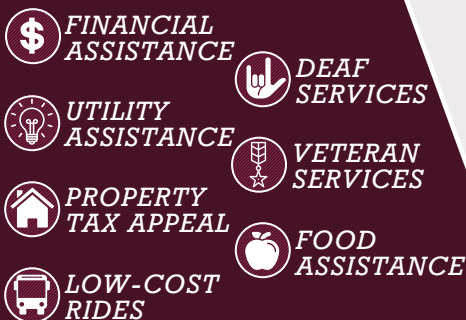 FINANCIAL
ASSISTANCE
UTILITY
ASSISTANCE
PROPERTY
TAX APPEAL
LOW-COST
RIDES
DEAF
SERVICES
VETERAN
SERVICES
FOOD
ASSISTANCE